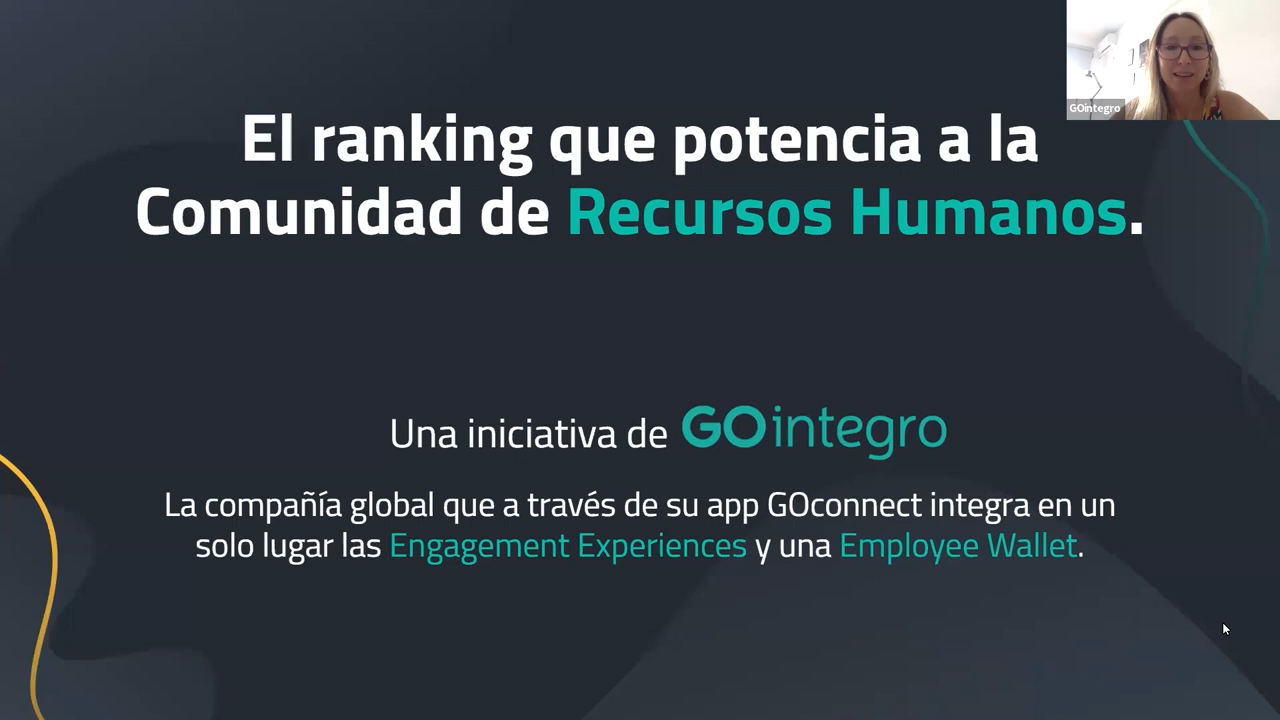 GOintegro
El ranking que potencia a la
Comunidad de Recursos Humanos.
Una iniciativa de GOintegro
La compañía global que a través de su app GOconnect integra en un
solo lugar las Engagement Experiences y una Employee Wallet.